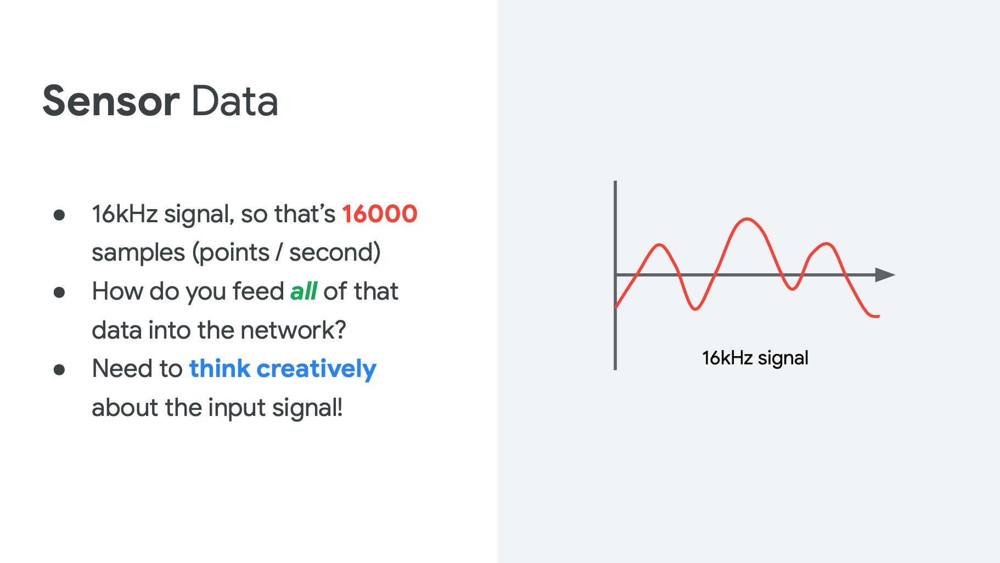 Sensor Data
● 16kHz signal, so that’s 16000
samples (points / second)
● How do you feed all of that
data into the network?
● Need to think creatively
about the input signal!
16kHz signal